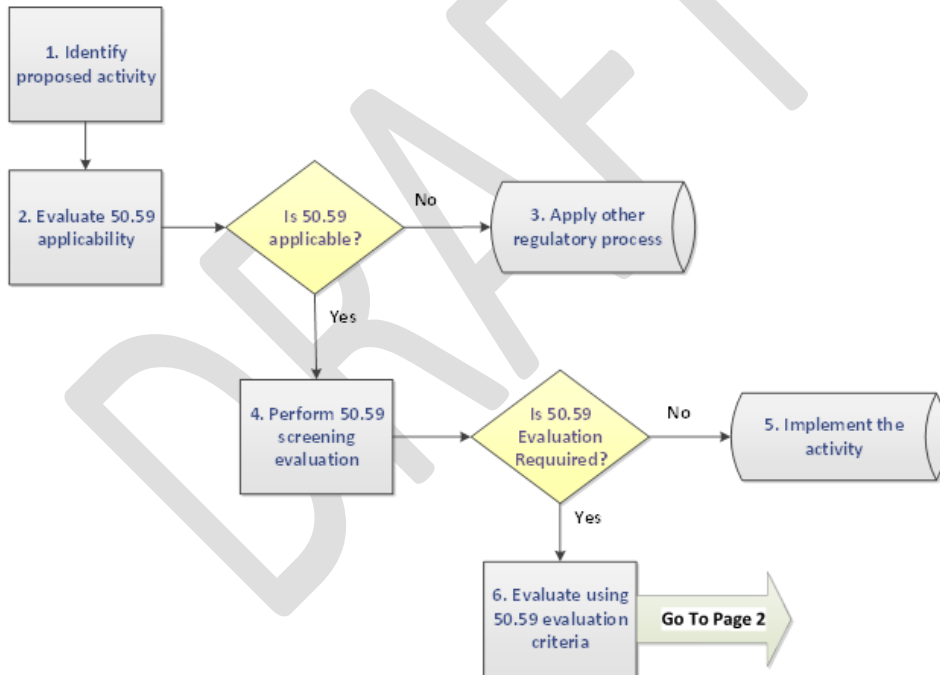 1. Identify
proposed activity
2. Evaluate 50.59
applicability
Is 50.59
applicable?
No
3. Apply other
regulatory process
Yes
4. Perform 50.59
screening
evaluation
Is 50.59
Evaluation
Requuired?
No
5. Implement the
activity
Yes
6. Evaluate using
50.59 evaluation
criteria
Go To Page 2
DRAFT